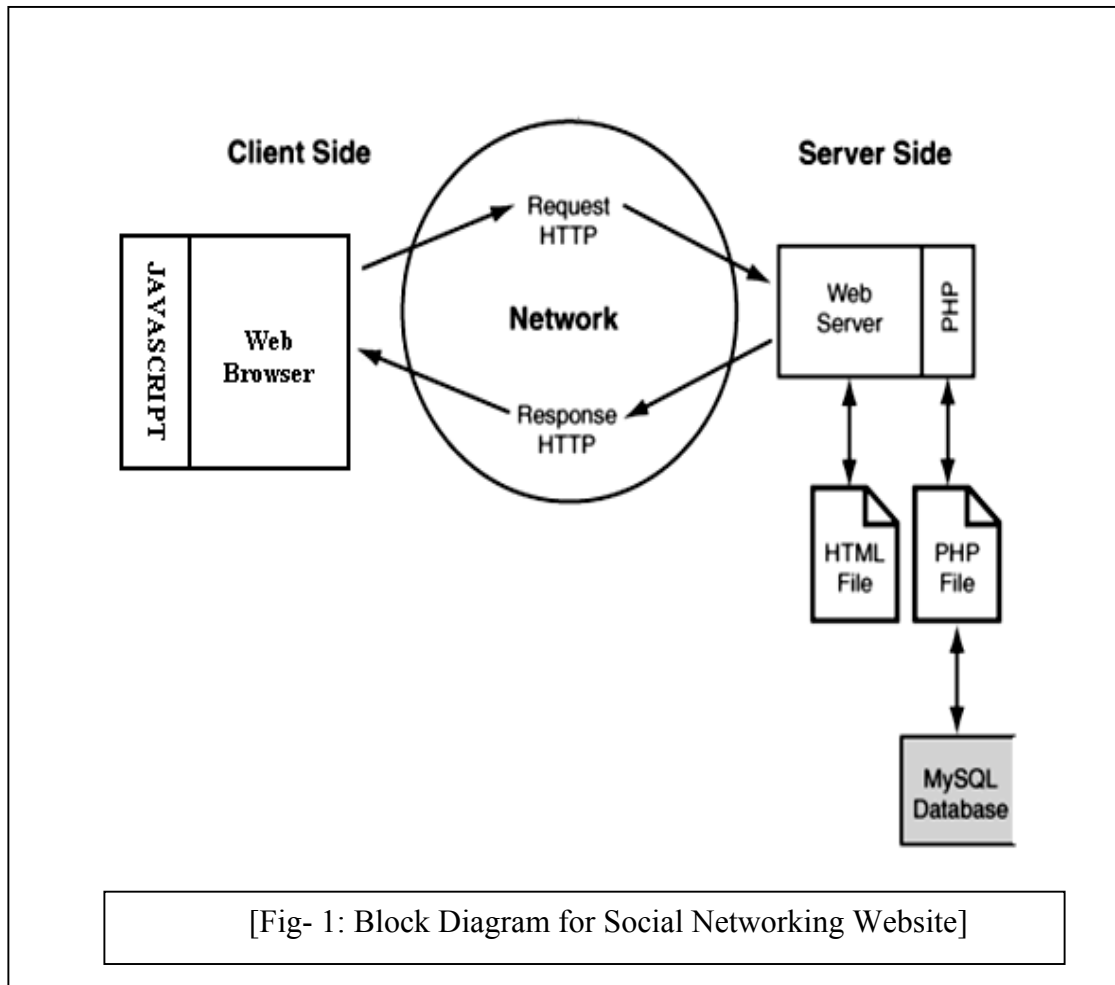 Client Side
Server Side
Request
HTTP
JAVASCRIPT
Web
Browser
Network
Web
Server
PHP
Response
HTTP
HTML
File
PHP
File
MySQL
Database
[Fig- 1: Block Diagram for Social Networking Website]